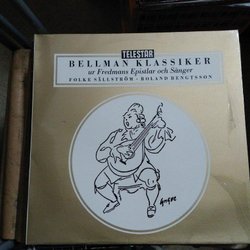 TELESTAR
BELLMAN KLASSIKER
ur Fredmans Epistlar och Sånger
FOLKE SÄLLSTRÖM · ROLAND BENGTSSON